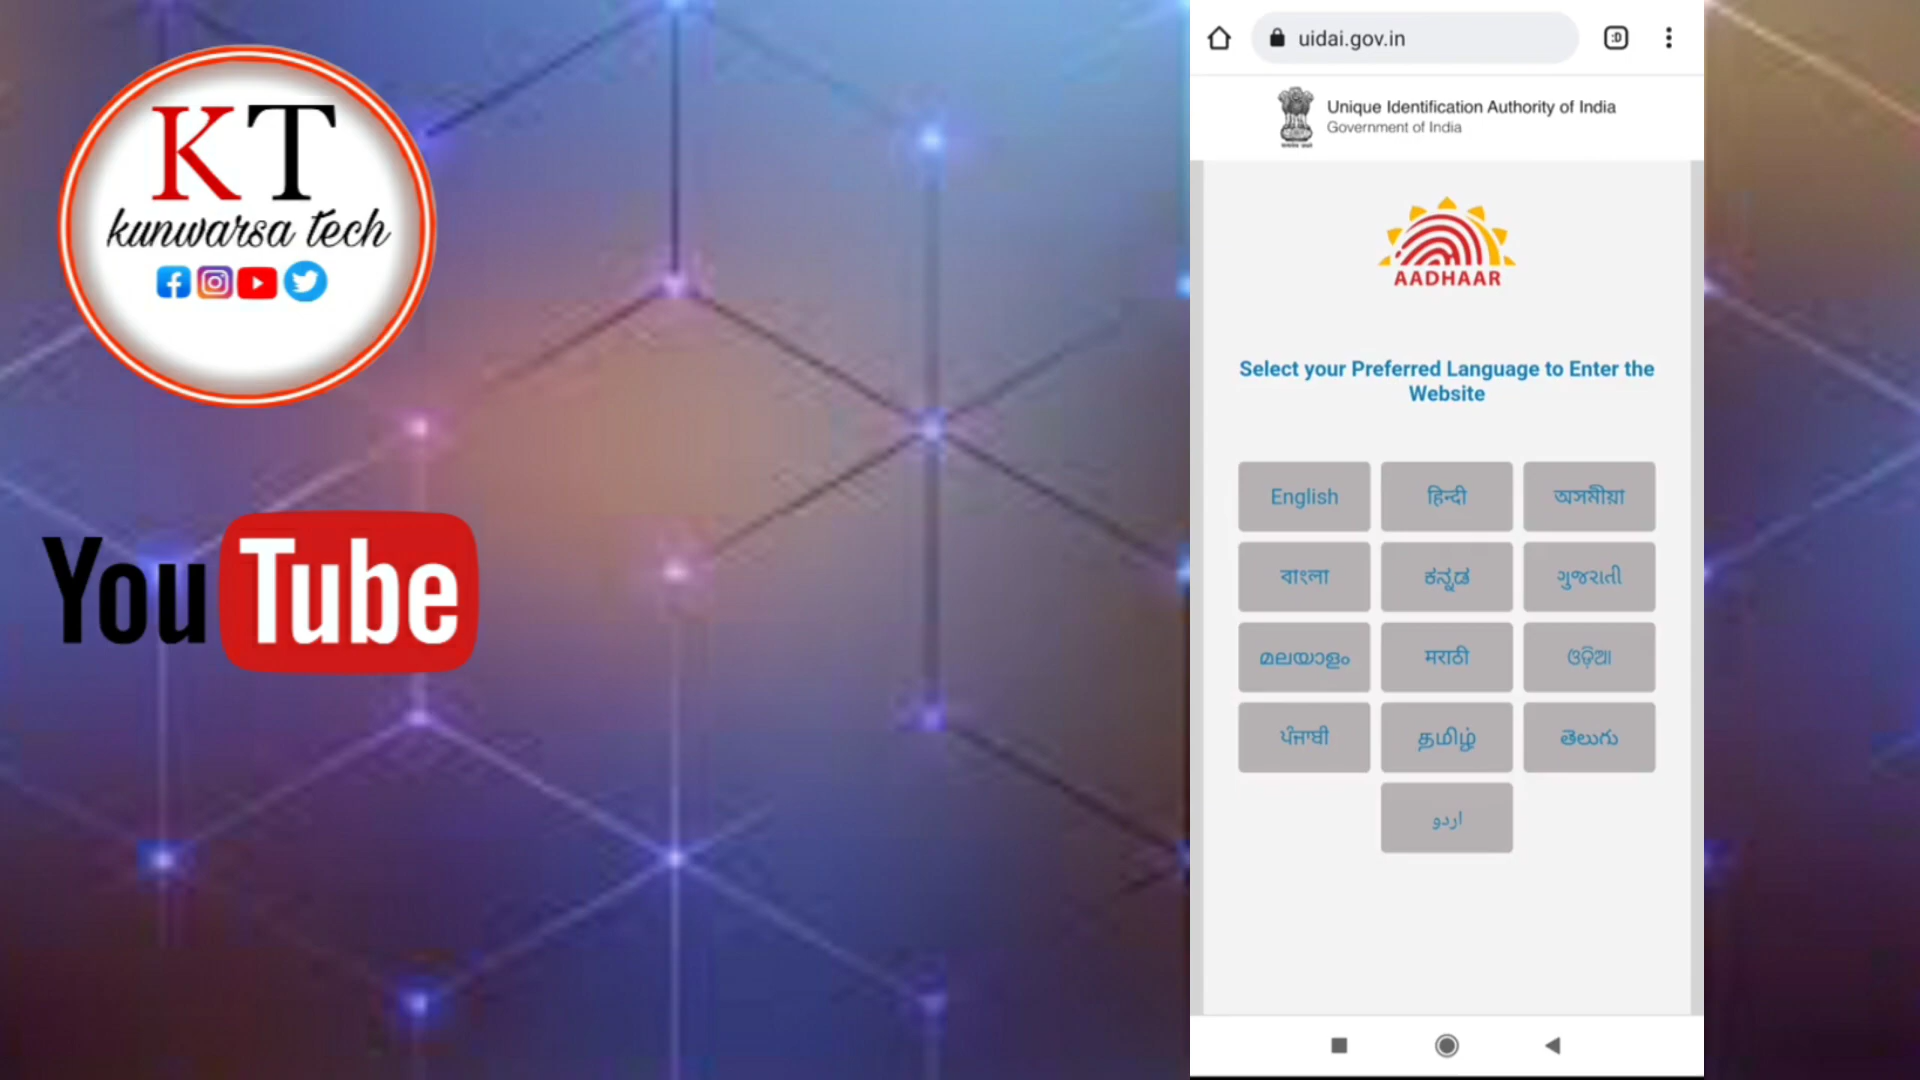 KT
kunwarsa tech
YouTube
uidai.gov.in
:D
Unique Identification Authority of India
Government of India
AADHAAR
Select your Preferred Language to Enter the
Website
English
हिन्दी
অসমীয়া
বাংলা
ಕನ್ನಡ
ગુજરાતી
മലയാളം
मराठी
ଓଡ଼ିଆ
ਪੰਜਾਬੀ
தமிழ்
తెలుగు
اردو